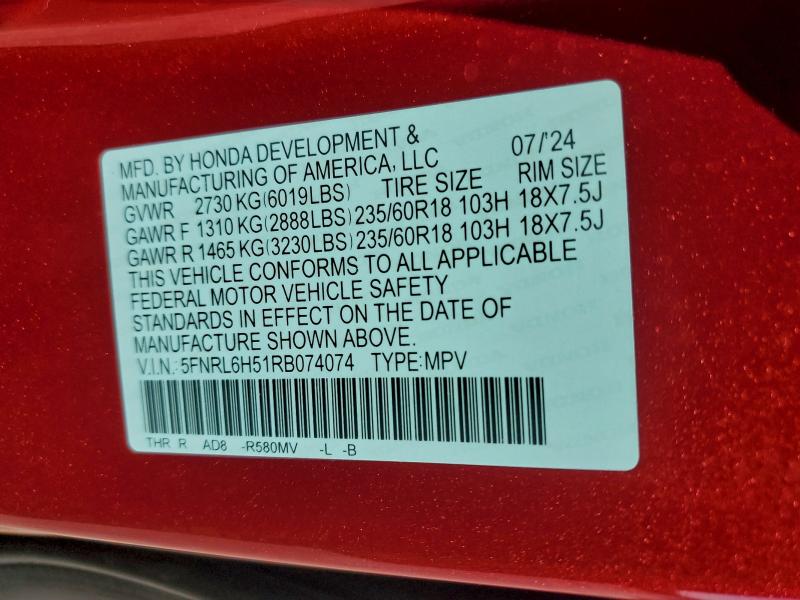 MFD. BY HONDA DEVELOPMENT & 07/'24
MANUFACTURING OF AMERICA, LLC
GVWR 2730 KG(6019LBS) TIRE SIZE RIM SIZE
GAWR F 1310 KG(2888LBS) 235/60R18 103H 18X7.5J
GAWR R 1465 KG(3230LBS) 235/60R18 103H 18X7.5J
THIS VEHICLE CONFORMS TO ALL APPLICABLE
FEDERAL MOTOR VEHICLE SAFETY
STANDARDS IN EFFECT ON THE DATE OF
MANUFACTURE SHOWN ABOVE.
V.I.N.: 5FNRL6H51RB074074 TYPE:MPV
THR R AD8 -R580MV -L -B